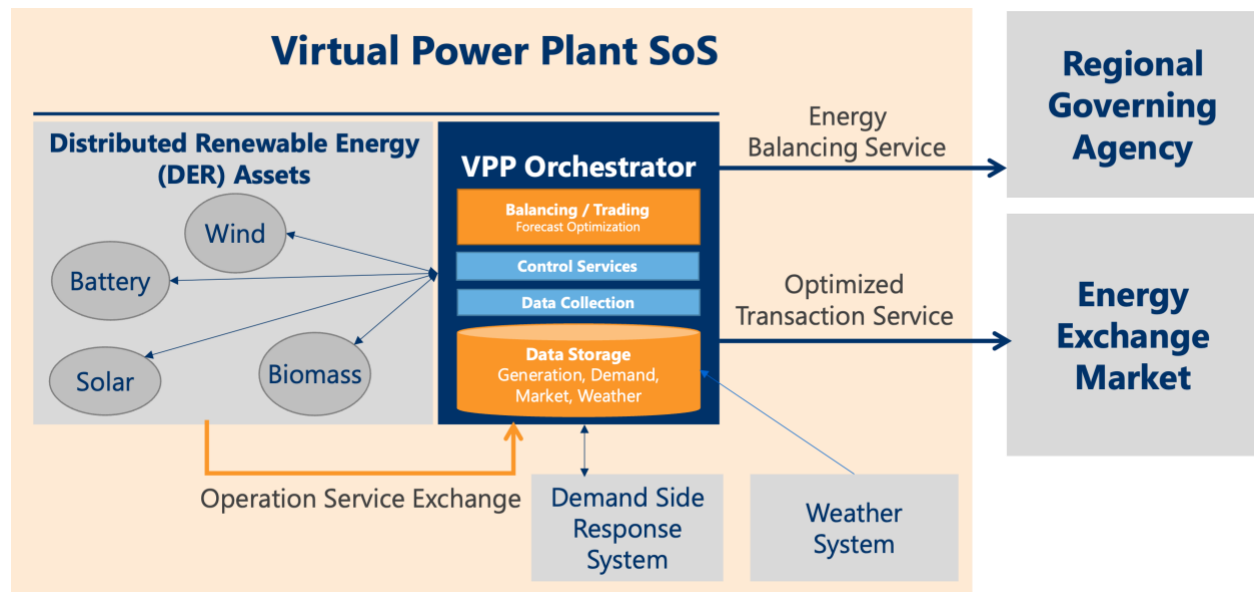 Virtual Power Plant SoS
Distributed Renewable Energy
(DER) Assets
Wind
Battery
Solar
Biomass
VPP Orchestrator
Balancing / Trading
Forecast Optimization
Control Services
Data Collection
Data Storage
Generation, Demand,
Market, Weather
Operation Service Exchange
Demand Side
Response
System
Weather
System
Energy
Balancing Service
Optimized
Transaction Service
Regional
Governing
Agency
Energy
Exchange
Market